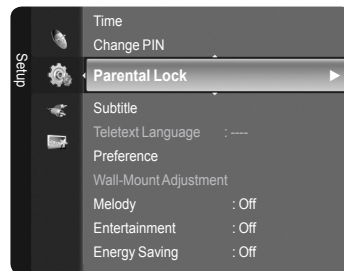 Setup
Time
Change PIN
Parental Lock
Subtitle
Teletext Language : ----
Preference
Wall-Mount Adjustment
Melody : Off
Entertainment : Off
Energy Saving : Off